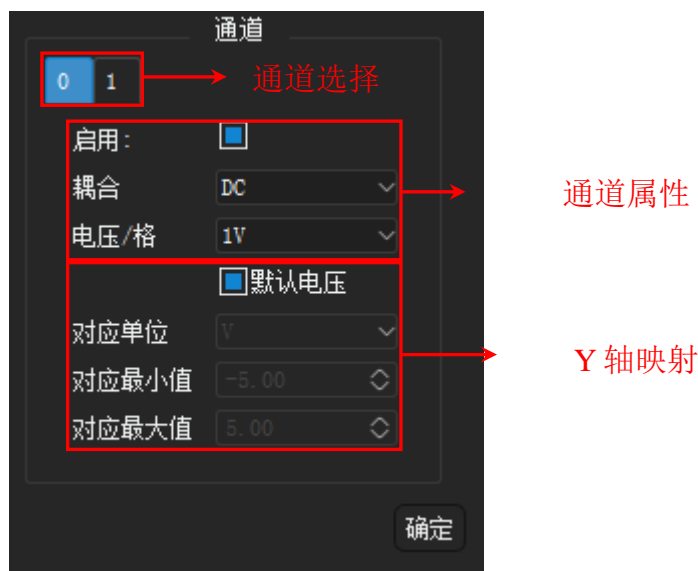 通道
0 1 通道选择
启用:
耦合 DC 通道属性
电压/格 1V
默认电压
对应单位 V
Y 轴映射
对应最小值 -5.00
对应最大值 5.00
确定